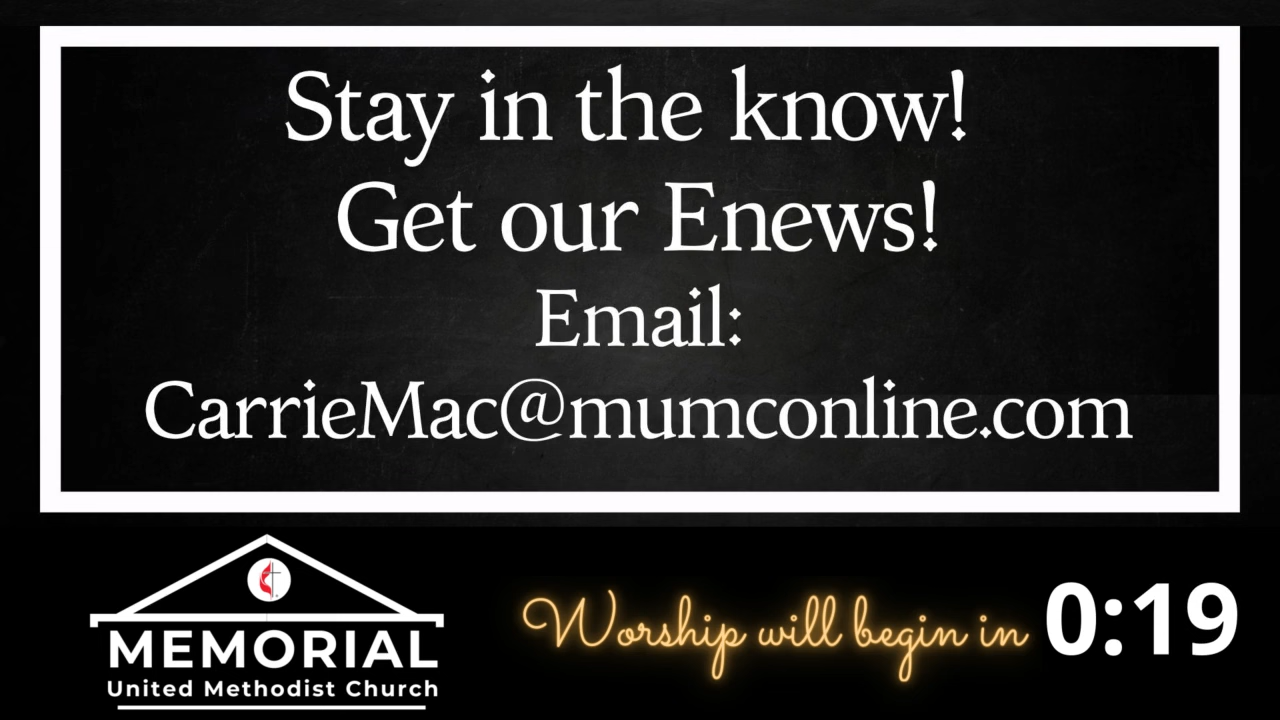 Stay in the know!
Get our Enews!
Email:
CarrieMac@mumconline.com
MEMORIAL
United Methodist Church
Worship will begin in 0:19